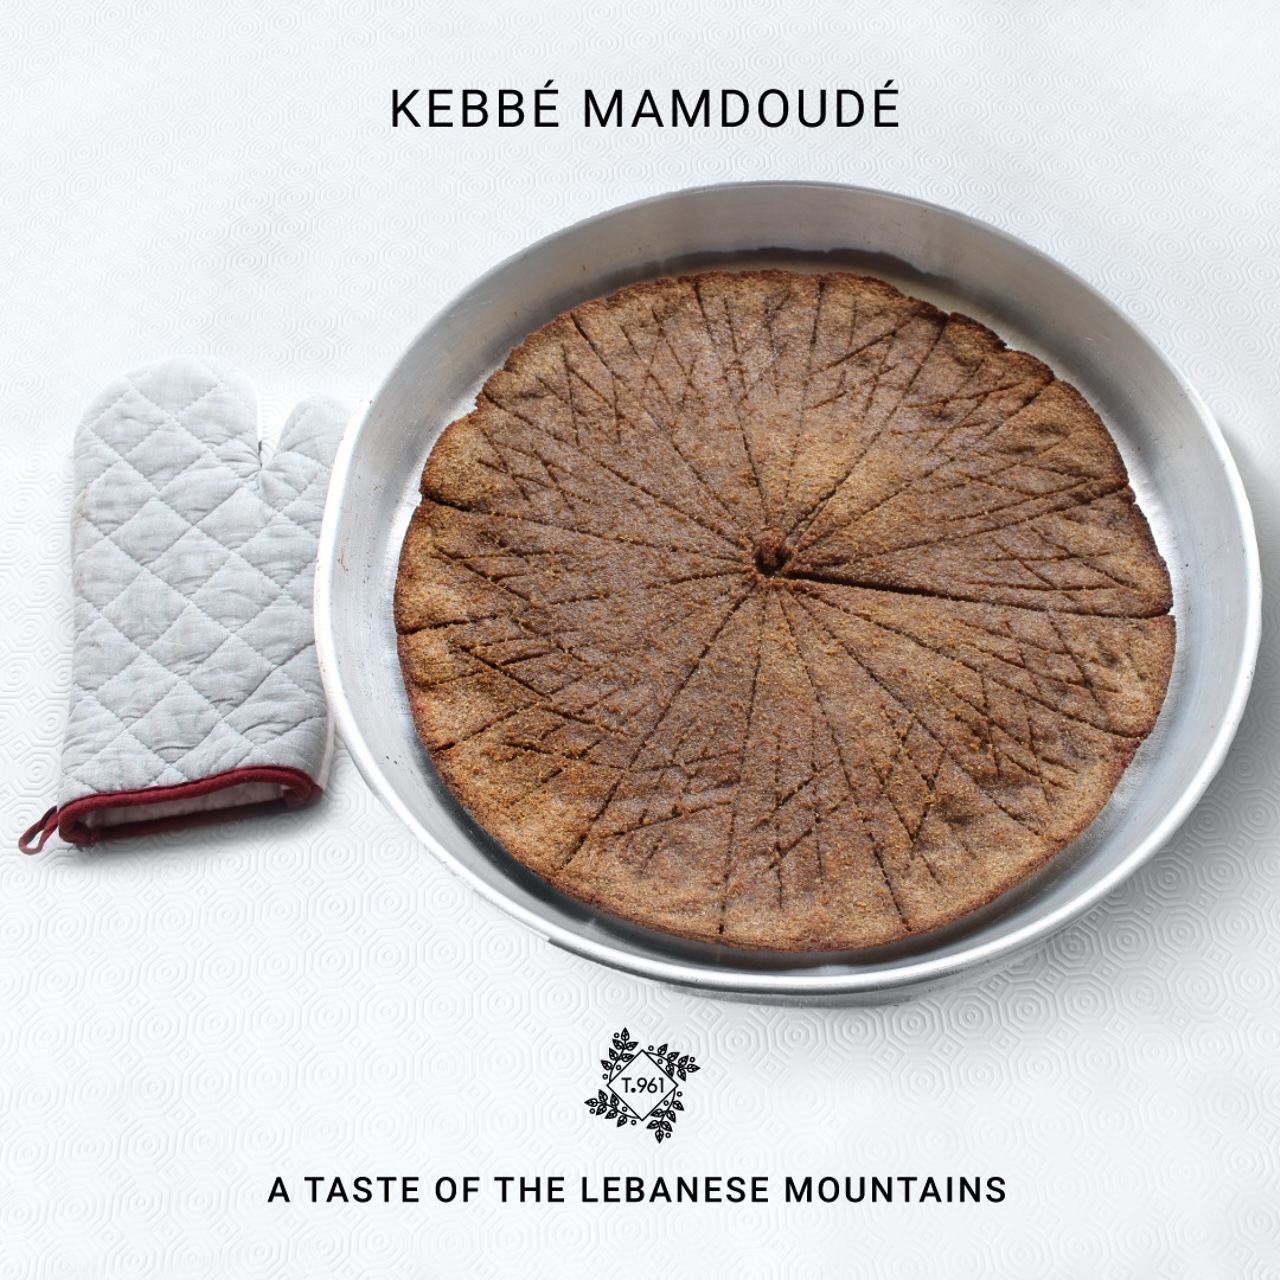 KEBBÉ MAMDOUDÉ
T.961
A TASTE OF THE LEBANESE MOUNTAINS